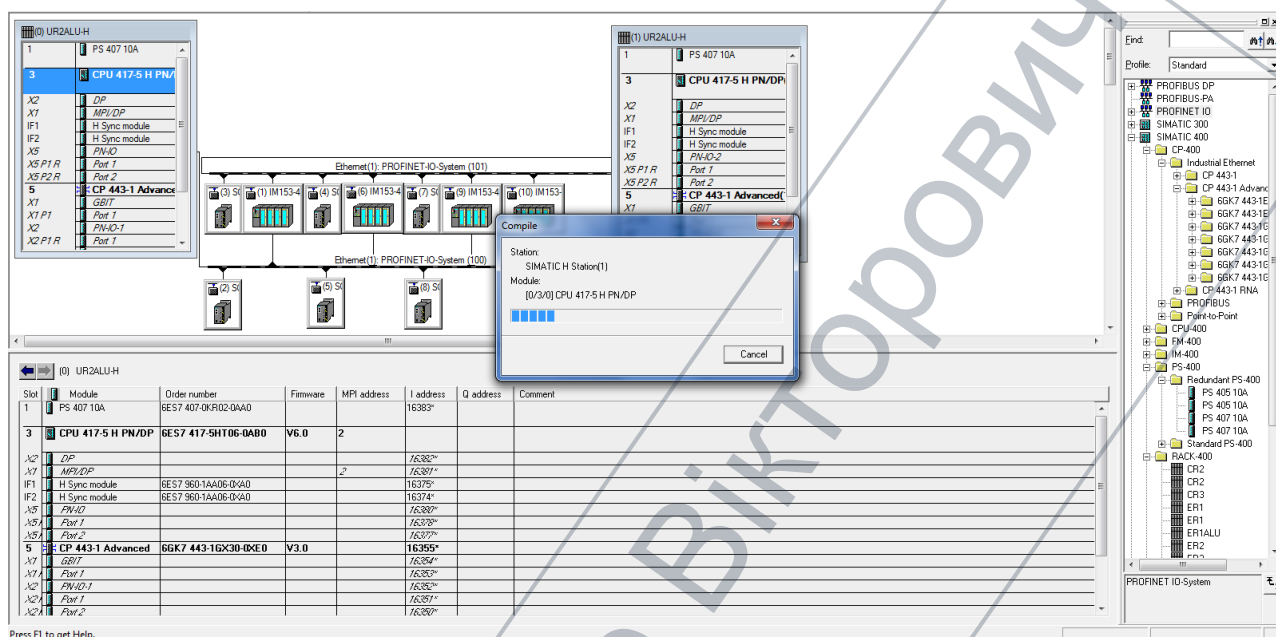 (0) UR2ALU-H
1 PS 407 10A
3 CPU 417-5 H PN/
X2 DP
X1 MPI/DP
IF1 H Sync module
IF2 H Sync module
X5 PN-IO
X5 P1 R Port 1
X5 P2 R Port 2
5 CP 443-1 Advance
X1 GBIT
X1 P1 Port 1
X2 PN-IO-1
X2 P1 R Port 1
Ethernet(1): PROFINET-IO-System (101)
(3) S (1) IM153-4 (4) S (6) IM153-4 (7) S (9) IM153-4 (10) IM153-
Ethernet(1): PROFINET-IO-System (100)
(2) S (5) S (8) S
(1) UR2ALU-H
1 PS 407 10A
3 CPU 417-5 H PN/DP
X2 DP
X1 MPI/DP
IF1 H Sync module
IF2 H Sync module
X5 PN-IO-2
X5 P1 R Port 1
X5 P2 R Port 2
5 CP 443-1 Advanced(
X1 GBIT
Compile
Station:
SIMATIC H Station(1)
Module:
[0/3/0] CPU 417-5 H PN/DP
Cancel
Find:
Profile: Standard
PROFIBUS DP
PROFIBUS-PA
PROFINET IO
SIMATIC 300
SIMATIC 400
CP-400
Industrial Ethernet
CP 443-1
CP 443-1 Advanc
6GK7 443-1E
6GK7 443-1E
6GK7 443-1G
6GK7 443-1G
6GK7 443-1G
6GK7 443-1G
6GK7 443-1G
CP 443-1 RNA
PROFIBUS
Point-to-Point
CPU-400
FM-400
IM-400
PS-400
Redundant PS-400
PS 405 10A
PS 405 10A
PS 407 10A
PS 407 10A
Standard PS-400
RACK-400
CR2
CR2
CR3
ER1
ER1
ER1ALU
ER2
PROFINET IO-System
(0) UR2ALU-H
Slot Module Order number Firmware MPI address I address Q address Comment
1 PS 407 10A 6ES7 407-0KR02-0AA0 16383*
3 CPU 417-5 H PN/DP 6ES7 417-5HT06-0AB0 V6.0 2
X2 DP 16382*
X1 MPI/DP 2 16381*
IF1 H Sync module 6ES7 960-1AA06-0XA0 16375*
IF2 H Sync module 6ES7 960-1AA06-0XA0 16374*
X5 PN-IO 16380*
X5 Port 1 16378*
X5 Port 2 16377*
5 CP 443-1 Advanced 6GK7 443-1GX30-0XE0 V3.0 16355*
X1 GBIT 16354*
X1 Port 1 16353*
X2 PN-IO-1 16352*
X2 Port 1 16351*
X2 Port 2 16350*
Press F1 to get Help.
Вікторович